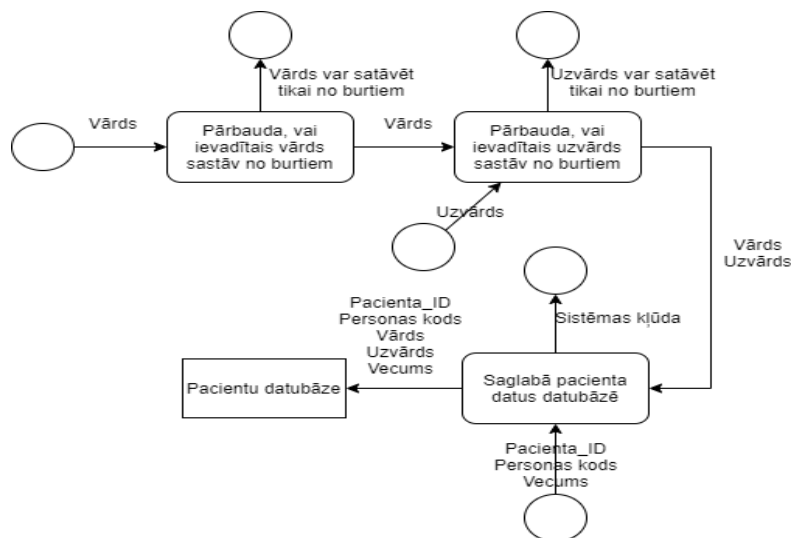 Vārds var satāvēt
tikai no burtiem
Uzvārds var satāvēt
tikai no burtiem
Vārds
Pārbauda, vai
ievadītais vārds
sastāv no burtiem
Vārds
Pārbauda, vai
ievadītais uzvārds
sastāv no burtiem
Uzvārds
Vārds
Uzvārds
Sistēmas kļūda
Pacienta_ID
Personas kods
Vārds
Uzvārds
Vecums
Pacientu datubāze
Saglabā pacienta
datus datubāzē
Pacienta_ID
Personas kods
Vecums